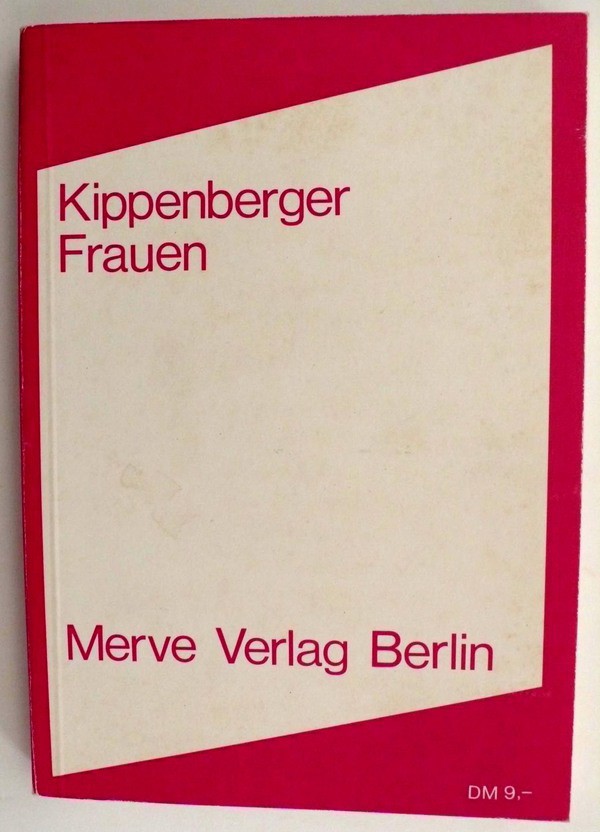 Kippenberger
Frauen
Merve Verlag Berlin
DM 9,–